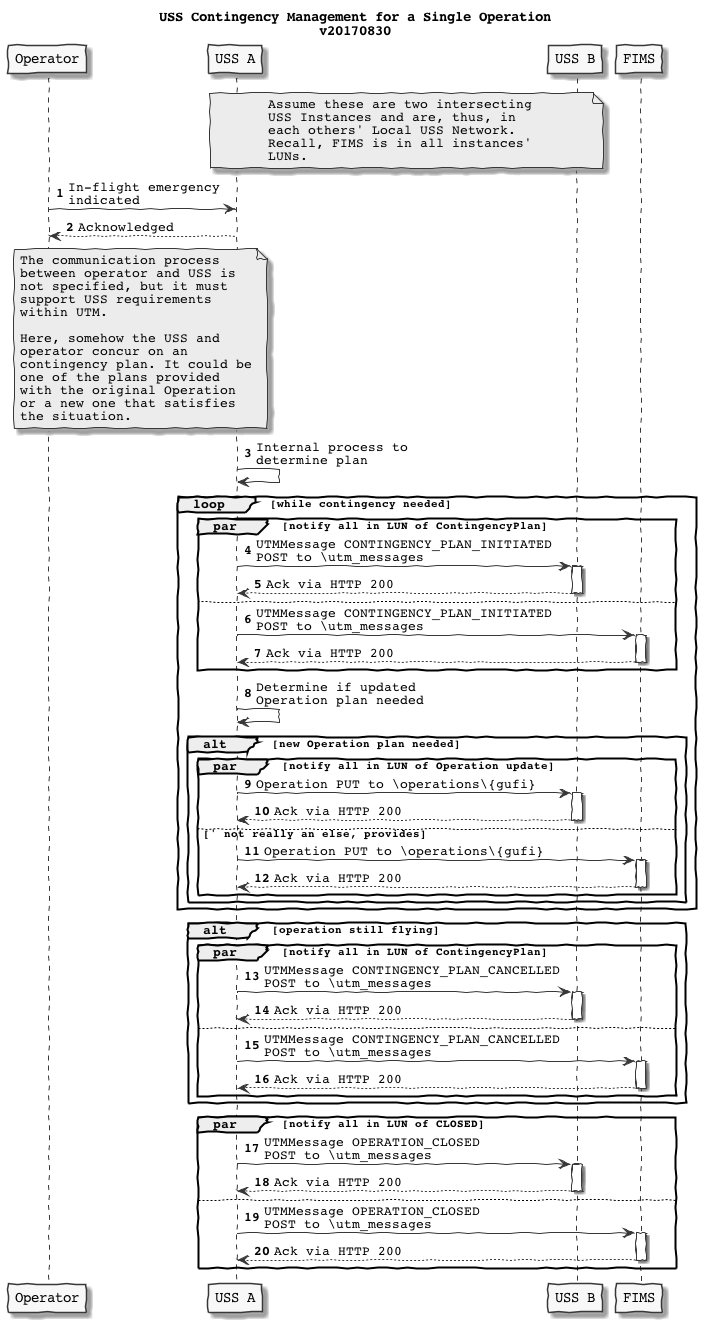 USS Contingency Management for a Single Operation
v20170830
Operator
USS A
USS B
FIMS
Assume these are two intersecting
USS Instances and are, thus, in
each others' Local USS Network.
Recall, FIMS is in all instances'
LUNs.
1 In-flight emergency
indicated
2 Acknowledged
The communication process
between operator and USS is
not specified, but it must
support USS requirements
within UTM.
Here, somehow the USS and
operator concur on an
contingency plan. It could be
one of the plans provided
with the original Operation
or a new one that satisfies
the situation.
3 Internal process to
determine plan
loop [while contingency needed]
par [notify all in LUN of ContingencyPlan]
4 UTMMessage CONTINGENCY_PLAN_INITIATED
POST to \utm_messages
5 Ack via HTTP 200
6 UTMMessage CONTINGENCY_PLAN_INITIATED
POST to \utm_messages
7 Ack via HTTP 200
8 Determine if updated
Operation plan needed
alt [new Operation plan needed]
par [notify all in LUN of Operation update]
9 Operation PUT to \operations\{gufi}
10 Ack via HTTP 200
[' not really an else, provides]
11 Operation PUT to \operations\{gufi}
12 Ack via HTTP 200
alt [operation still flying]
par [notify all in LUN of ContingencyPlan]
13 UTMMessage CONTINGENCY_PLAN_CANCELLED
POST to \utm_messages
14 Ack via HTTP 200
15 UTMMessage CONTINGENCY_PLAN_CANCELLED
POST to \utm_messages
16 Ack via HTTP 200
par [notify all in LUN of CLOSED]
17 UTMMessage OPERATION_CLOSED
POST to \utm_messages
18 Ack via HTTP 200
19 UTMMessage OPERATION_CLOSED
POST to \utm_messages
20 Ack via HTTP 200
Operator
USS A
USS B
FIMS